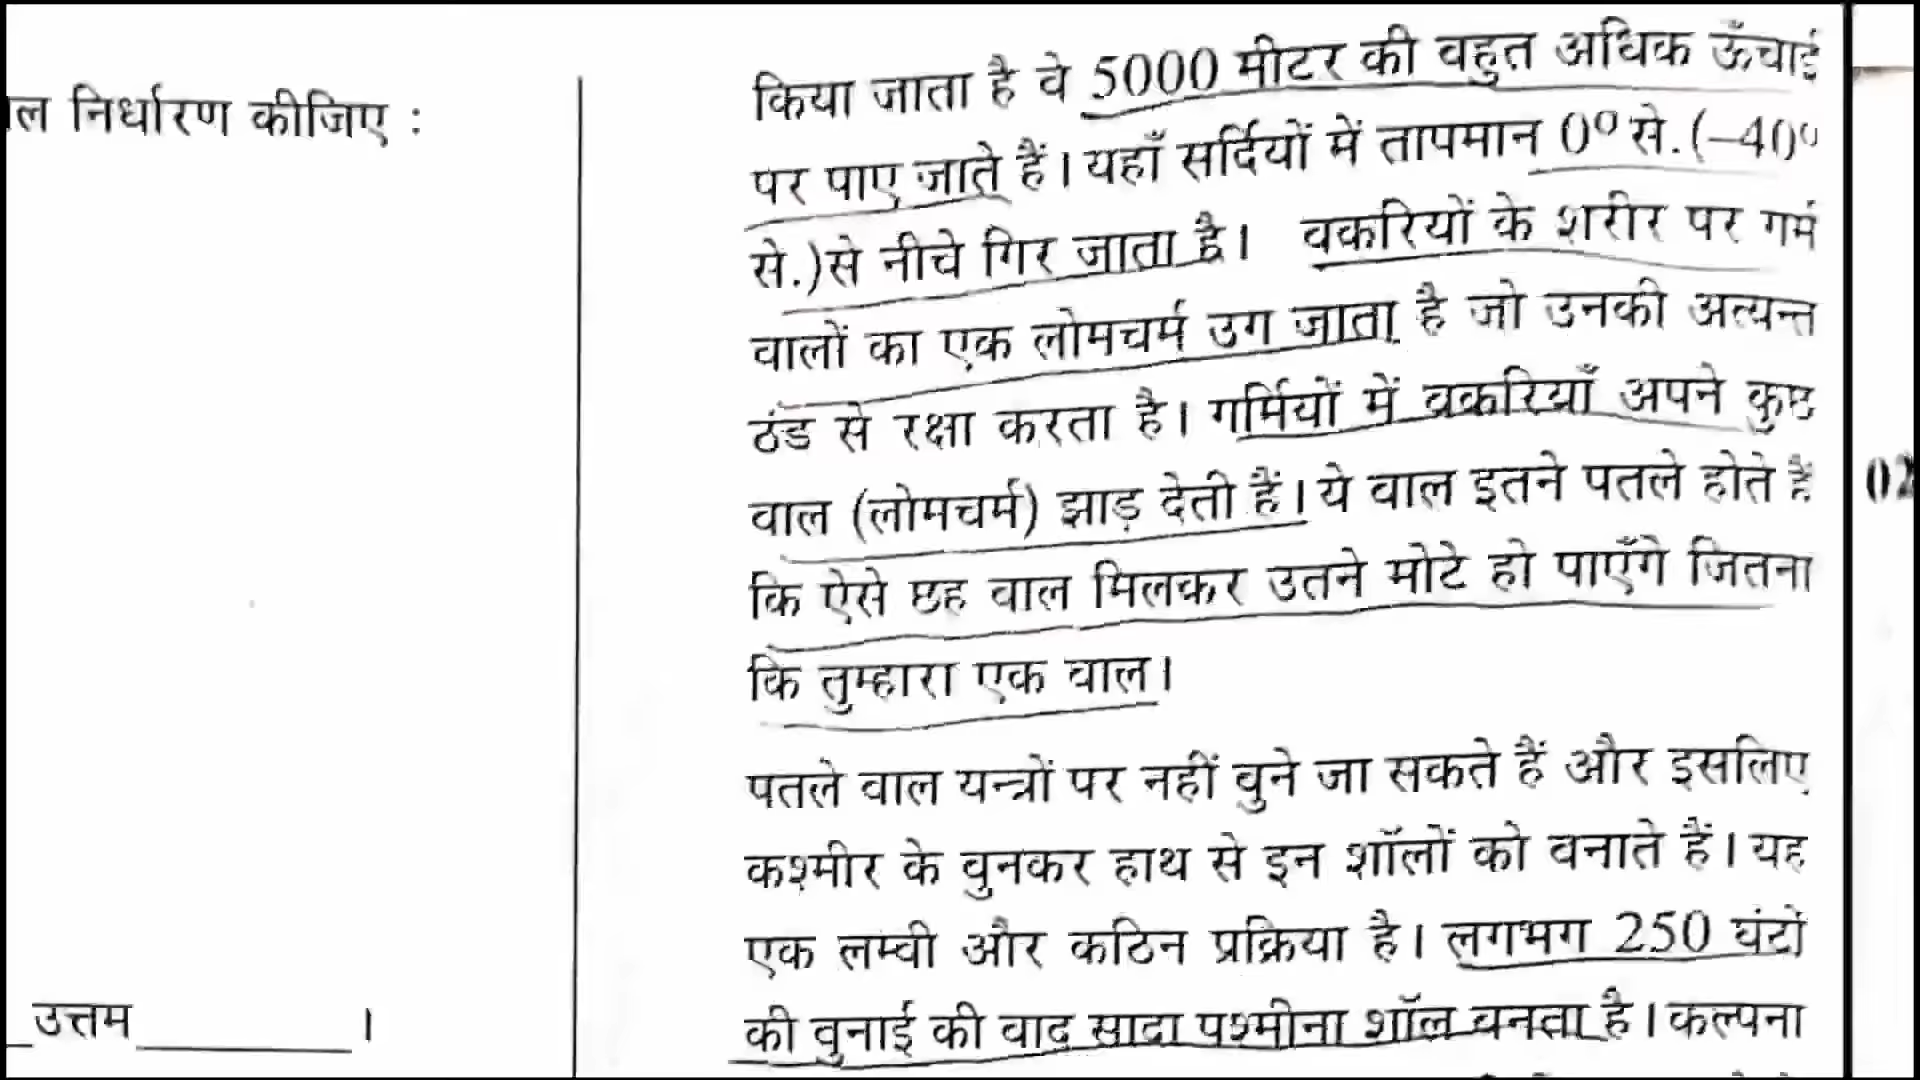 ल निर्धारण कीजिए :
उत्तम ________ ।
किया जाता है वे 5000 मीटर की बहुत अधिक ऊँचाई
पर पाए जाते हैं। यहाँ सर्दियों में तापमान 0⁰ से. (–40⁰
से.)से नीचे गिर जाता है। बकरियों के शरीर पर गर्म
बालों का एक लोमचर्म उग जाता है जो उनकी अत्यन्त
ठंड से रक्षा करता है। गर्मियों में बकरियाँ अपने कुछ
बाल (लोमचर्म) झाड़ देती हैं। ये बाल इतने पतले होते हैं
कि ऐसे छह बाल मिलकर उतने मोटे हो पाएँगे जितना
कि तुम्हारा एक बाल।
पतले बाल यन्त्रों पर नहीं बुने जा सकते हैं और इसलिए
कश्मीर के बुनकर हाथ से इन शॉलों को बनाते हैं। यह
एक लम्बी और कठिन प्रक्रिया है। लगभग 250 घंटों
की बुनाई की बाद सादा पश्मीना शॉल बनता है। कल्पना
02